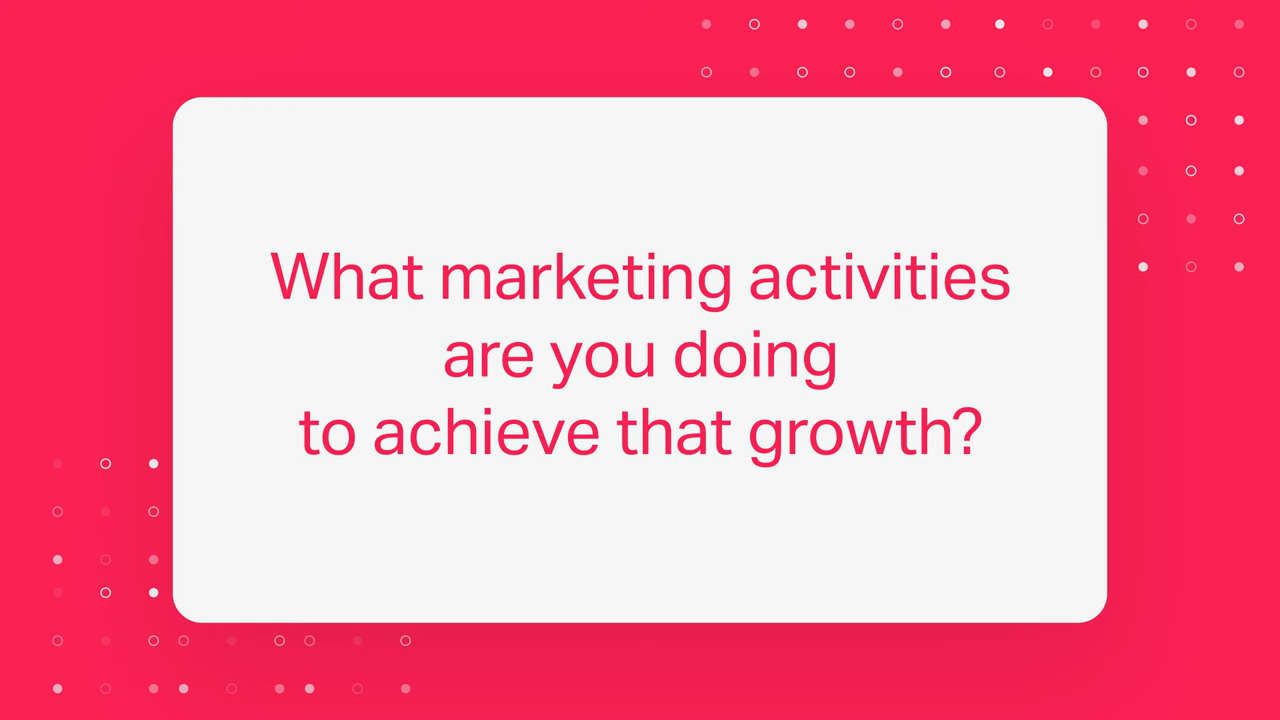 What marketing activities
are you doing
to achieve that growth?